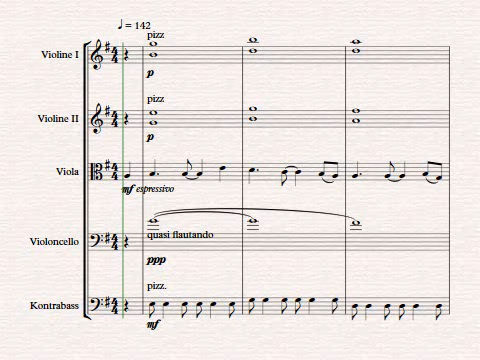 ♩ = 142
pizz
Violine I
p
pizz
Violine II
p
Viola
mf espressivo
Violoncello
quasi flautando
ppp
pizz.
Kontrabass
mf